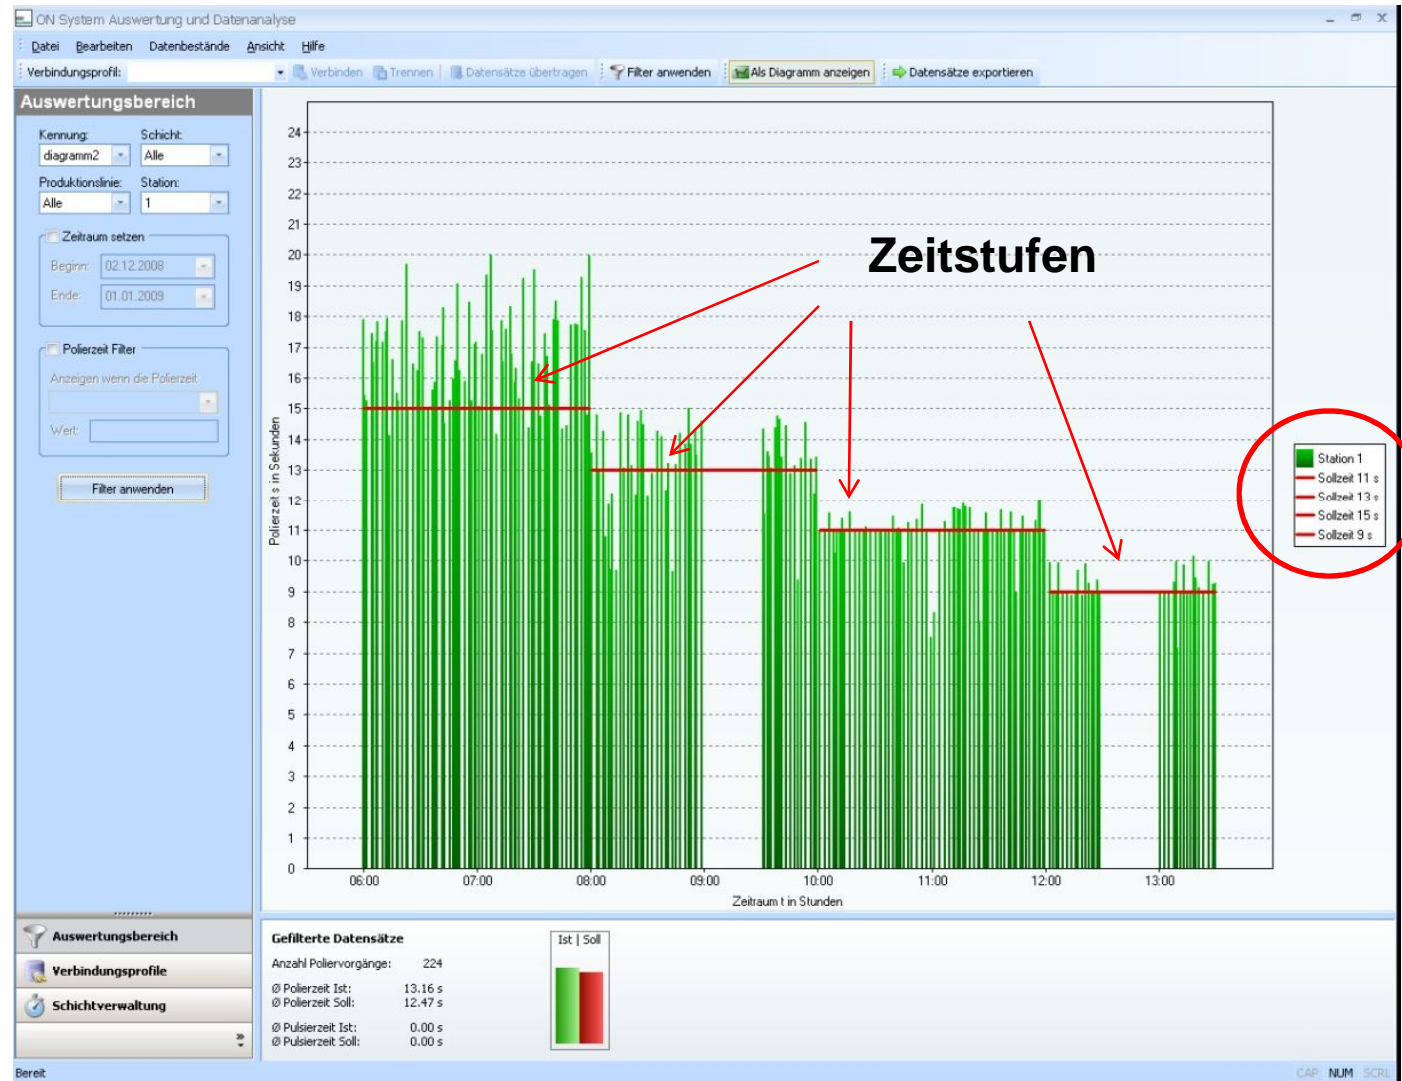 ON System Auswertung und Datenanalyse
Datei Bearbeiten Datenbestände Ansicht Hilfe
Verbindungsprofil: Verbinden Trennen Datensätze übertragen Filter anwenden Als Diagramm anzeigen Datensätze exportieren
Auswertungsbereich
Kennung: Schicht:
diagramm2 Alle
Produktionslinie: Station:
Alle 1
Zeitraum setzen
Beginn: 02.12.2008
Ende: 01.01.2009
Polierzeit Filter
Anzeigen wenn die Polierzeit
Wert:
Filter anwenden
Auswertungsbereich
Verbindungsprofile
Schichtverwaltung
Zeitstufen
Polierzeit s in Sekunden
24
23
22
21
20
19
18
17
16
15
14
13
12
11
10
9
8
7
6
5
4
3
2
1
0
06:00 07:00 08:00 09:00 10:00 11:00 12:00 13:00
Zeitraum t in Stunden
Station 1
Sollzeit 11 s
Sollzeit 13 s
Sollzeit 15 s
Sollzeit 9 s
Gefilterte Datensätze
Anzahl Poliervorgänge: 224
Ø Polierzeit Ist: 13.16 s
Ø Polierzeit Soll: 12.47 s
Ø Pulsierzeit Ist: 0.00 s
Ø Pulsierzeit Soll: 0.00 s
Ist | Soll
Bereit
CAP NUM SCRL